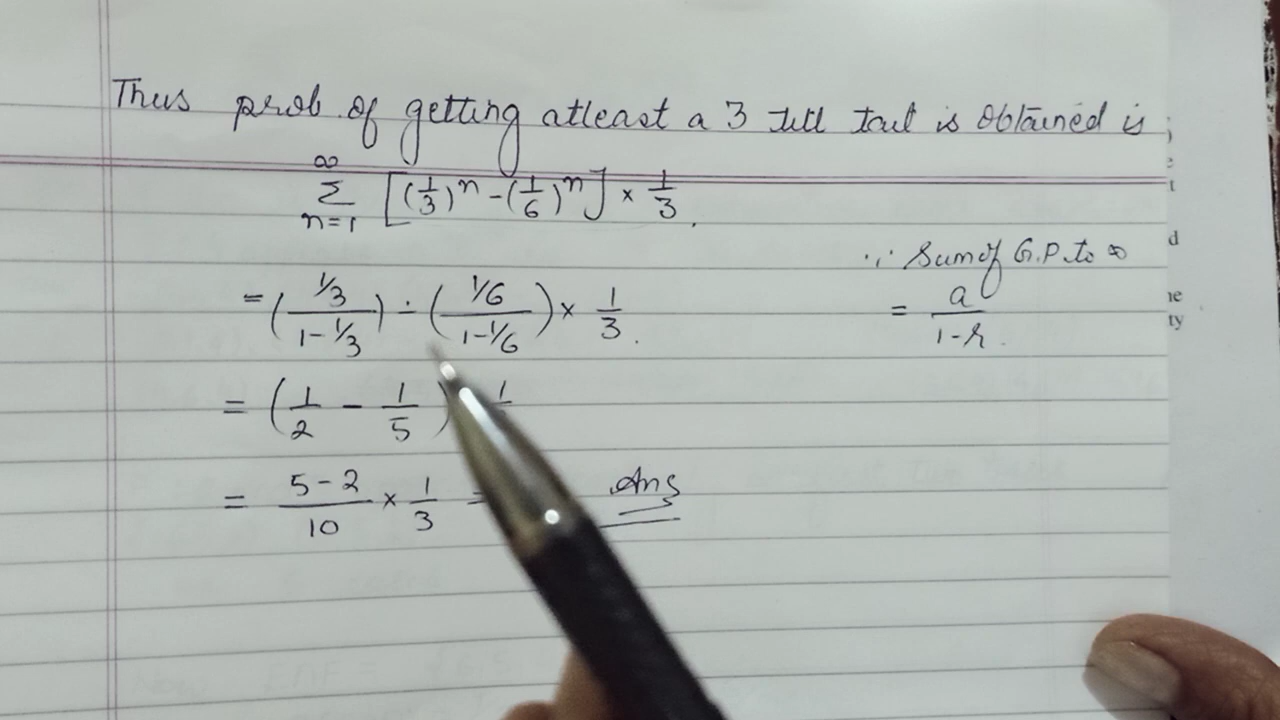 Thus prob. of getting atleast a 3 till tail is obtained is
∞ Σ n=1 [(1/3)^n - (1/6)^n] × 1/3.
= ((1/3)/(1-1/3)) - ((1/6)/(1-1/6)) × 1/3.
∵ Sum of G.P. to ∞
= a/(1-r).
= (1/2 - 1/5) 1/
= (5-2)/10 × 1/3 = Ans
d
ty